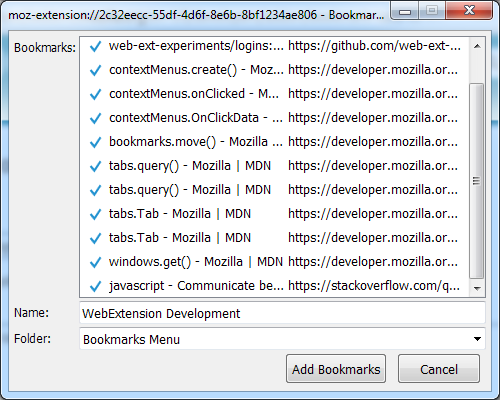 moz-extension://2c32eecc-55df-4d6f-8e6b-8bf1234ae806 - Bookmar...
Bookmarks:
web-ext-experiments/logins: ... https://github.com/web-ext-...
contextMenus.create() - Moz... https://developer.mozilla.or...
contextMenus.onClicked - M... https://developer.mozilla.or...
contextMenus.OnClickData - ... https://developer.mozilla.or...
bookmarks.move() - Mozilla ... https://developer.mozilla.or...
tabs.query() - Mozilla | MDN https://developer.mozilla.or...
tabs.query() - Mozilla | MDN https://developer.mozilla.or...
tabs.Tab - Mozilla | MDN https://developer.mozilla.or...
tabs.Tab - Mozilla | MDN https://developer.mozilla.or...
windows.get() - Mozilla | MDN https://developer.mozilla.or...
javascript - Communicate be... https://stackoverflow.com/q...
Name: WebExtension Development
Folder: Bookmarks Menu
Add Bookmarks Cancel